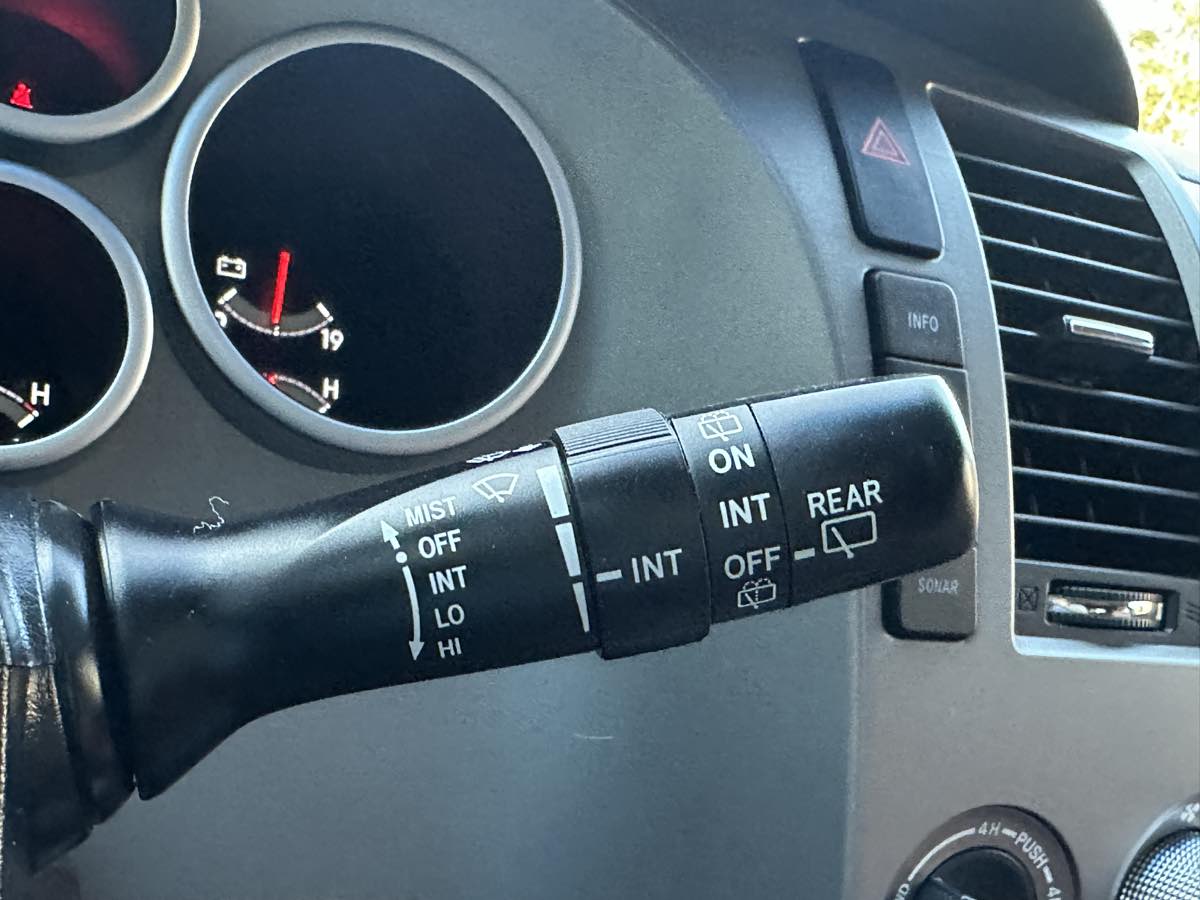 19
H
H
INFO
MIST
OFF
INT
LO
HI
INT
ON
INT
OFF
REAR
SONAR
4H
PUSH